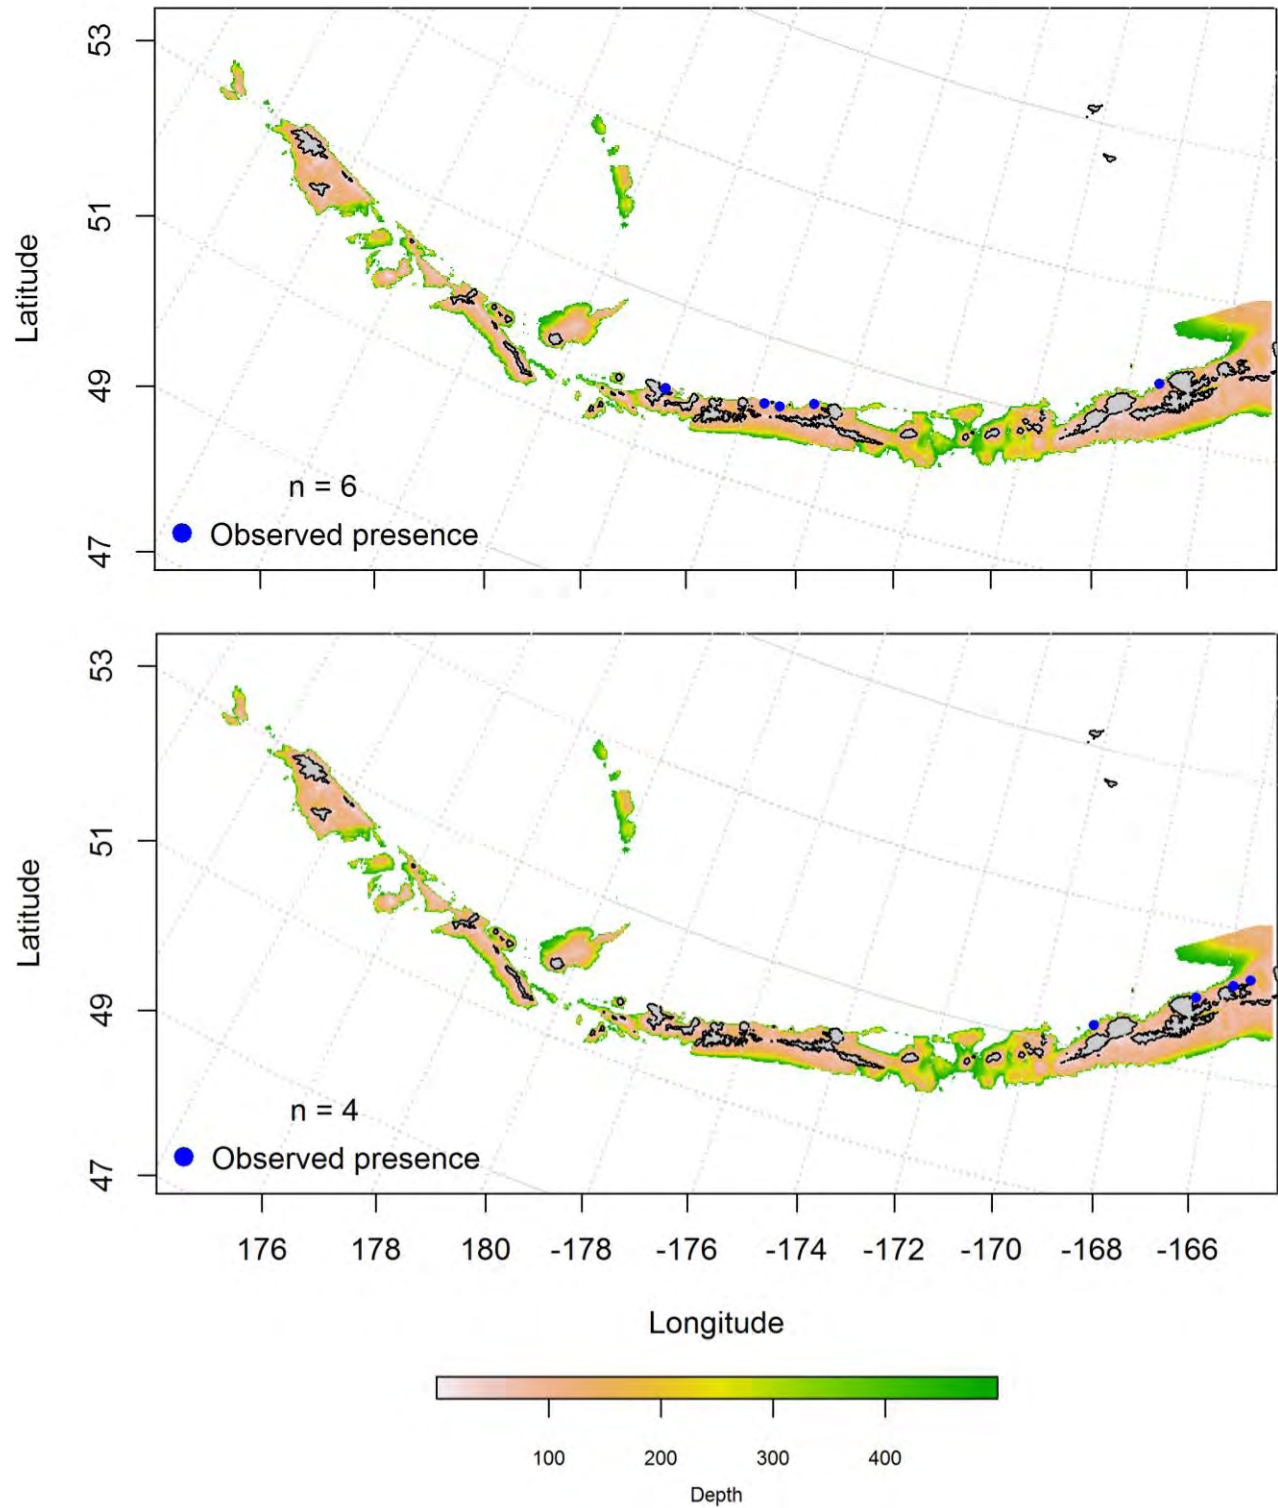 53
51
49
47
Latitude
n = 6
Observed presence
53
51
49
47
Latitude
n = 4
Observed presence
176 178 180 -178 -176 -174 -172 -170 -168 -166
Longitude
100 200 300 400
Depth